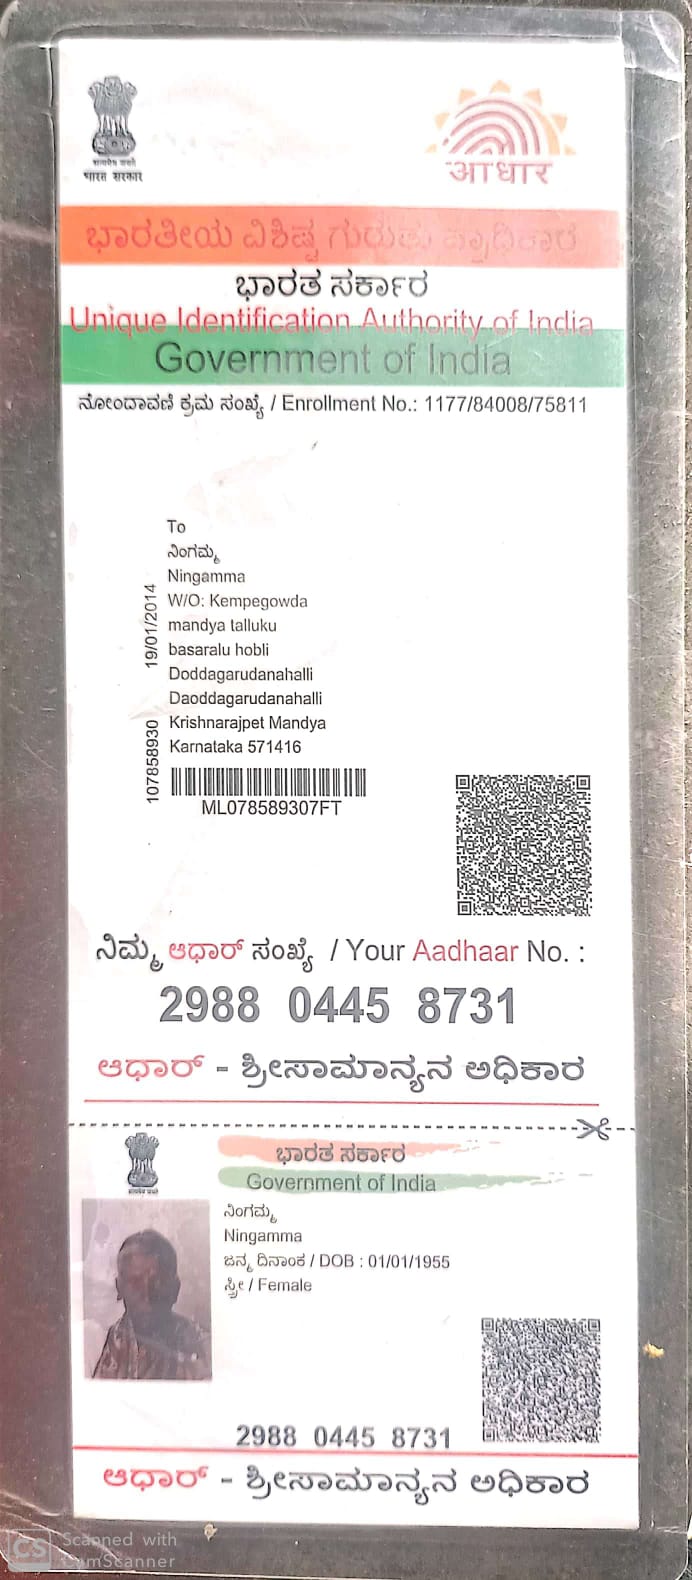 भारत सरकार
आधार
ಭಾರತೀಯ ವಿಶಿಷ್ಟ ಗುರುತು ಪ್ರಾಧಿಕಾರ
ಭಾರತ ಸರ್ಕಾರ
Unique Identification Authority of India
Government of India
ನೋಂದಾವಣಿ ಕ್ರಮ ಸಂಖ್ಯೆ / Enrollment No.: 1177/84008/75811
To
ನಿಂಗಮ್ಮ
Ningamma
W/O: Kempegowda
mandya talluku
basaralu hobli
Doddagarudanahalli
Daoddagarudanahalli
Krishnarajpet Mandya
Karnataka 571416
19/01/2014
107858930
ML078589307FT
ನಿಮ್ಮ ಆಧಾರ್ ಸಂಖ್ಯೆ / Your Aadhaar No. :
2988 0445 8731
ಆಧಾರ್ - ಶ್ರೀಸಾಮಾನ್ಯನ ಅಧಿಕಾರ
ಭಾರತ ಸರ್ಕಾರ
Government of India
ನಿಂಗಮ್ಮ
Ningamma
ಜನ್ಮ ದಿನಾಂಕ / DOB : 01/01/1955
ಸ್ತ್ರೀ / Female
2988 0445 8731
ಆಧಾರ್ - ಶ್ರೀಸಾಮಾನ್ಯನ ಅಧಿಕಾರ
CS Scanned with
CamScanner